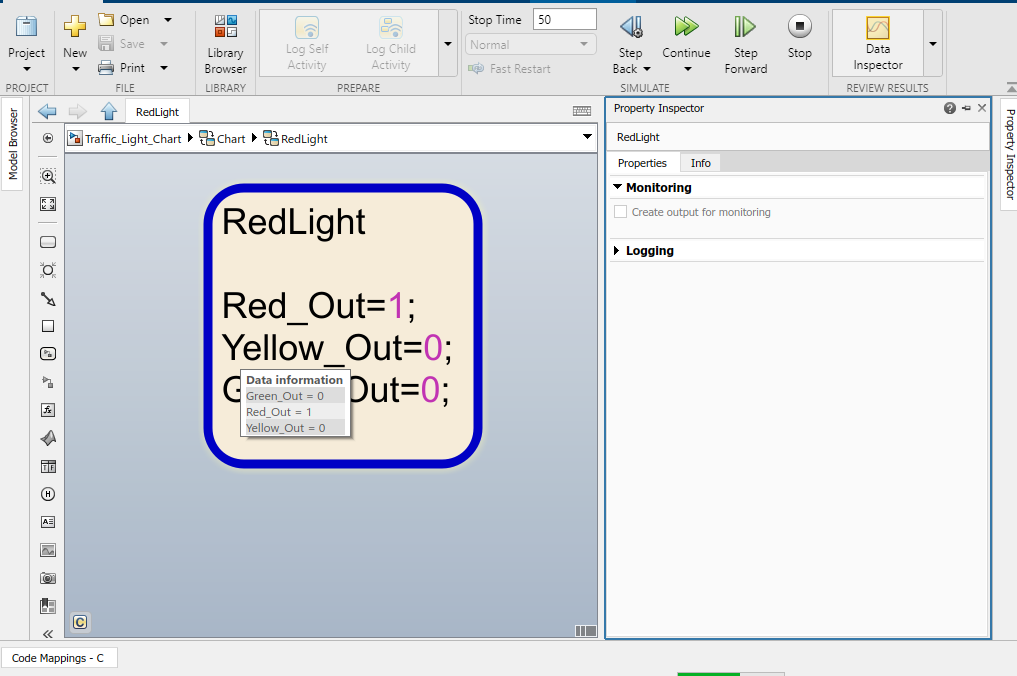 Project
New
Open
Save
Print
Library
Browser
Log Self
Activity
Log Child
Activity
Stop Time 50
Normal
Fast Restart
Step
Back
Continue
Step
Forward
Stop
Data
Inspector
PROJECT
FILE
LIBRARY
PREPARE
SIMULATE
REVIEW RESULTS
Model Browser
RedLight
Traffic_Light_Chart
Chart
RedLight
RedLight
Red_Out=1;
Yellow_Out=0;
G Out=0;
Data information
Green_Out = 0
Red_Out = 1
Yellow_Out = 0
C
Property Inspector
RedLight
Properties
Info
Monitoring
Create output for monitoring
Logging
Property Inspector
Code Mappings - C